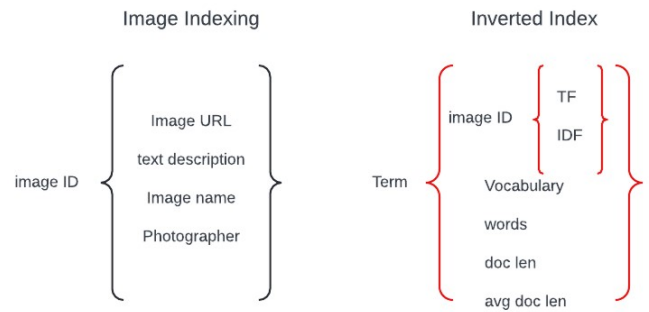 Image Indexing
image ID
Image URL
text description
Image name
Photographer
Inverted Index
Term
image ID
TF
IDF
Vocabulary
words
doc len
avg doc len